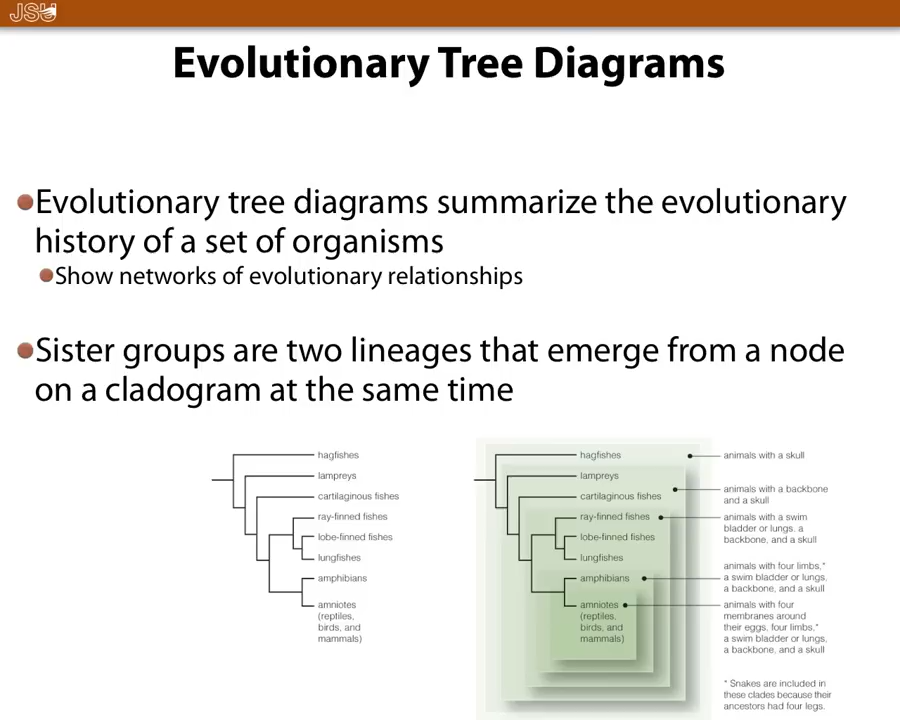 JSU
Evolutionary Tree Diagrams
Evolutionary tree diagrams summarize the evolutionary
history of a set of organisms
Show networks of evolutionary relationships
Sister groups are two lineages that emerge from a node
on a cladogram at the same time
hagfishes
lampreys
cartilaginous fishes
ray-finned fishes
lobe-finned fishes
lungfishes
amphibians
amniotes
(reptiles,
birds, and
mammals)
hagfishes
lampreys
cartilaginous fishes
ray-finned fishes
lobe-finned fishes
lungfishes
amphibians
amniotes
(reptiles,
birds, and
mammals)
animals with a skull
animals with a backbone
and a skull
animals with a swim
bladder or lungs, a
backbone, and a skull
animals with four limbs,*
a swim bladder or lungs,
a backbone, and a skull
animals with four
membranes around
their eggs, four limbs,*
a swim bladder or lungs,
a backbone, and a skull
* Snakes are included in
these clades because their
ancestors had four legs.